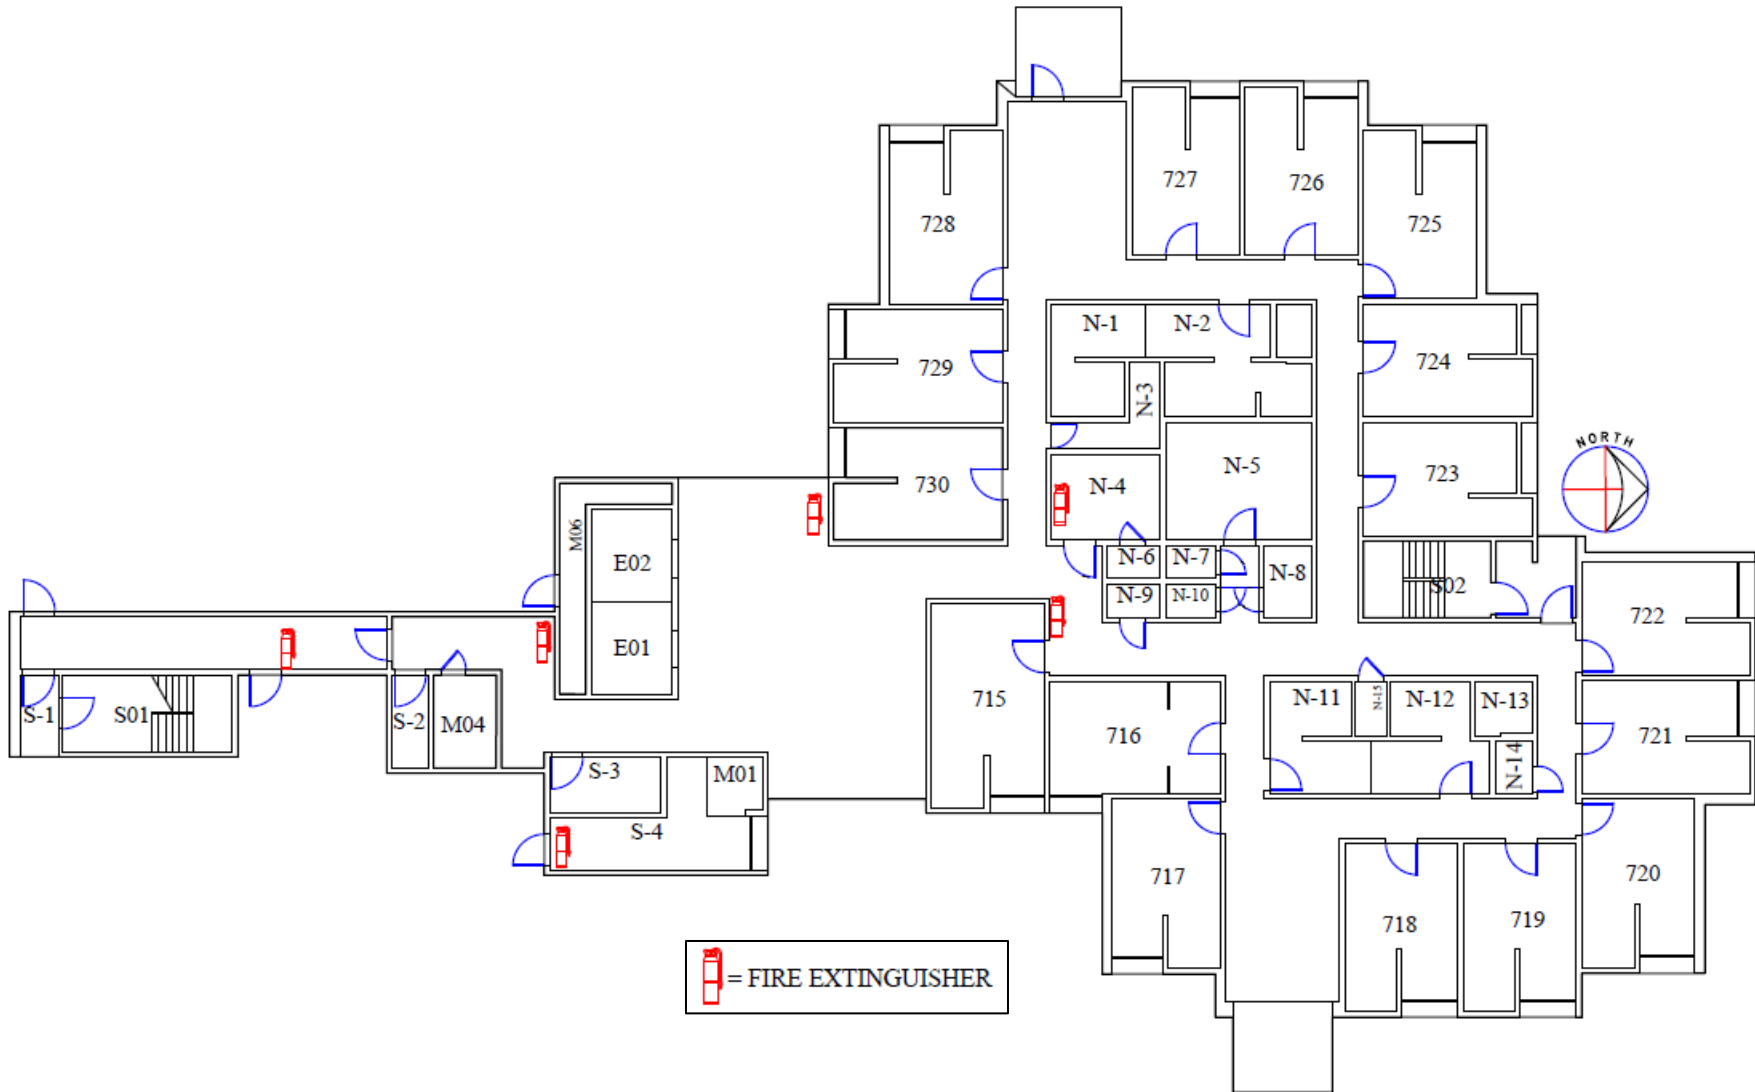 727
726
728
725
N-1
N-2
729
724
N-3
NORTH
730
N-4
N-5
723
M06
E02
N-6
N-7
N-8
S02
N-9
N-10
722
E01
715
N-11
N-15
N-12
N-13
S-1
S01
S-2
M04
716
721
S-3
M01
N-14
S-4
717
718
719
720
= FIRE EXTINGUISHER